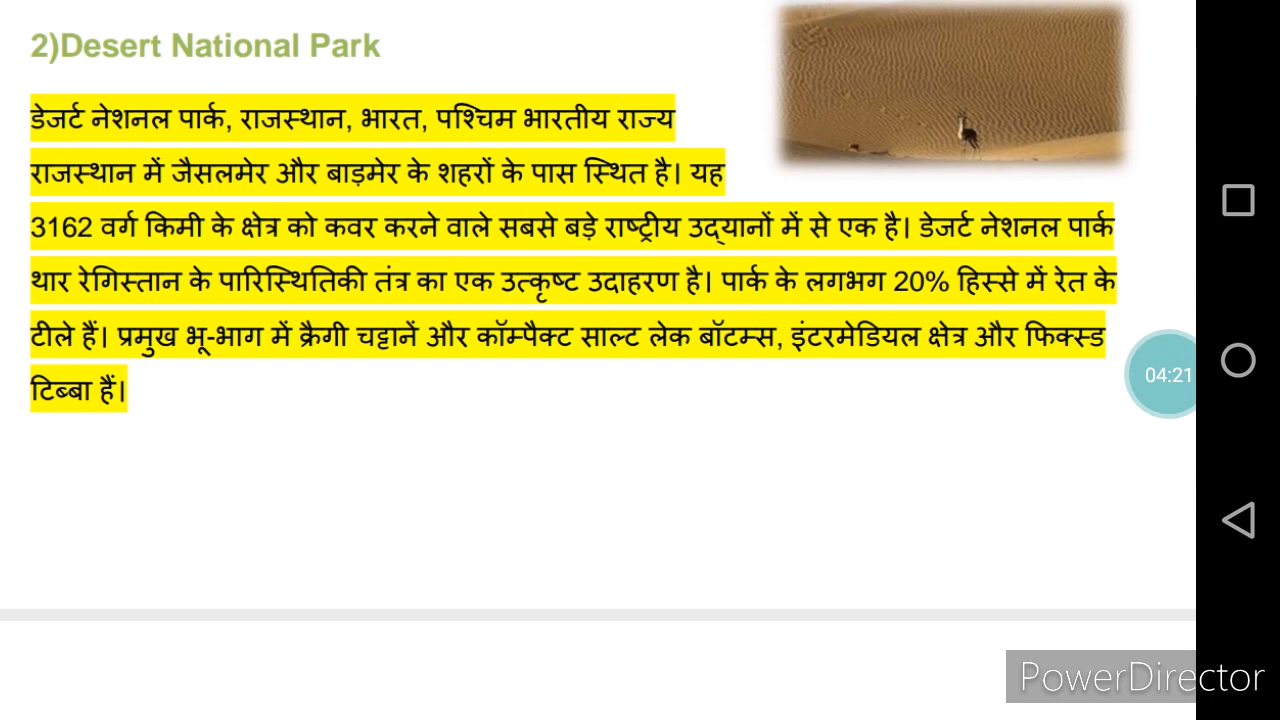 2)Desert National Park
डेजर्ट नेशनल पार्क, राजस्थान, भारत, पश्चिम भारतीय राज्य
राजस्थान में जैसलमेर और बाड़मेर के शहरों के पास स्थित है। यह
3162 वर्ग किमी के क्षेत्र को कवर करने वाले सबसे बड़े राष्ट्रीय उद्यानों में से एक है। डेजर्ट नेशनल पार्क
थार रेगिस्तान के पारिस्थितिकी तंत्र का एक उत्कृष्ट उदाहरण है। पार्क के लगभग 20% हिस्से में रेत के
टीले हैं। प्रमुख भू-भाग में क्रैगी चट्टानें और कॉम्पैक्ट साल्ट लेक बॉटम्स, इंटरमेडियल क्षेत्र और फिक्स्ड
टिब्बा हैं।
04:21
PowerDirector